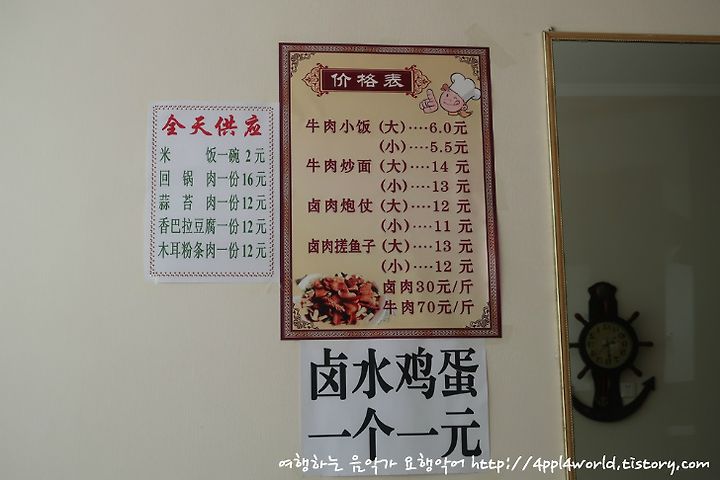 全天供应
米 饭一碗 2元
回 锅 肉一份16元
蒜 苔 肉一份12元
香巴拉豆腐一份12元
木耳粉条肉一份12元
价格表
牛肉小饭(大)····6.0元
(小)····5.5元
牛肉炒面(大)····14 元
(小)····13 元
卤肉炮仗(大)····12 元
(小)····11 元
卤肉搓鱼子(大)····13 元
(小)····12 元
卤肉30元/斤
牛肉70元/斤
卤水鸡蛋
一个一元
여행하는 음악가 요행악어 http://4ppl4world.tistory.com